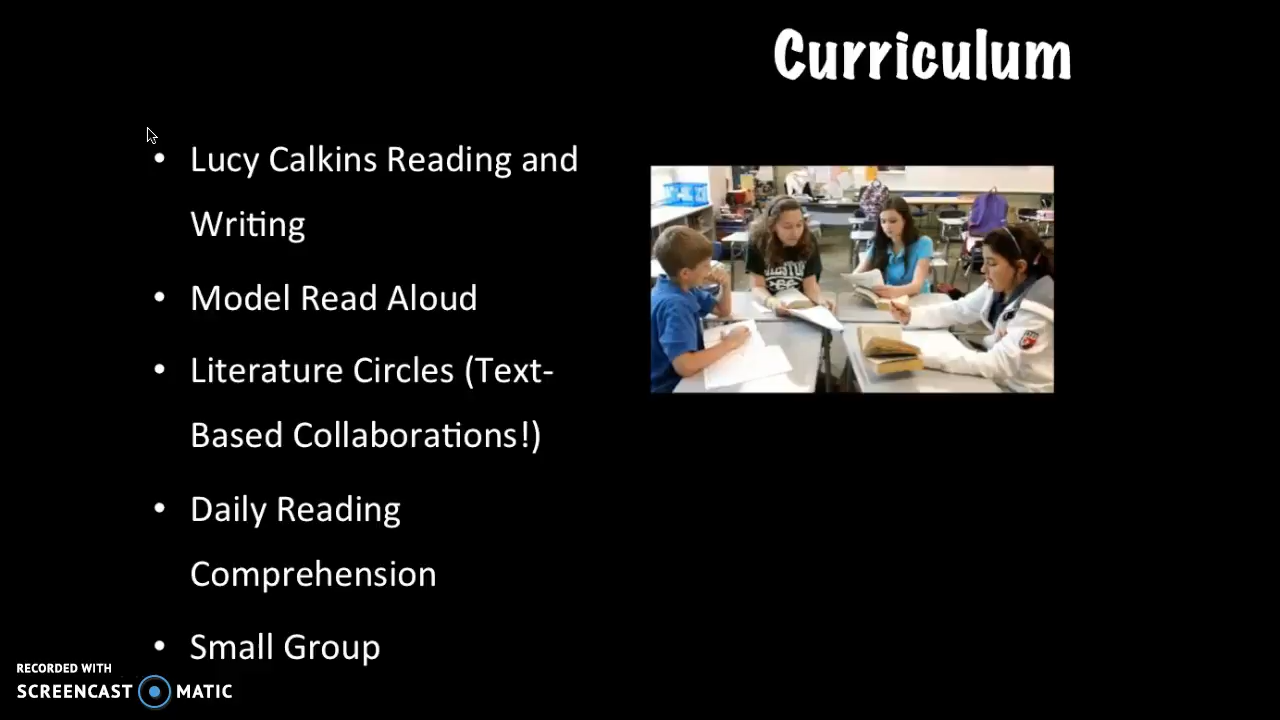 Curriculum
• Lucy Calkins Reading and
Writing
• Model Read Aloud
• Literature Circles (Text-
Based Collaborations!)
• Daily Reading
Comprehension
• Small Group
RECORDED WITH
SCREENCAST MATIC